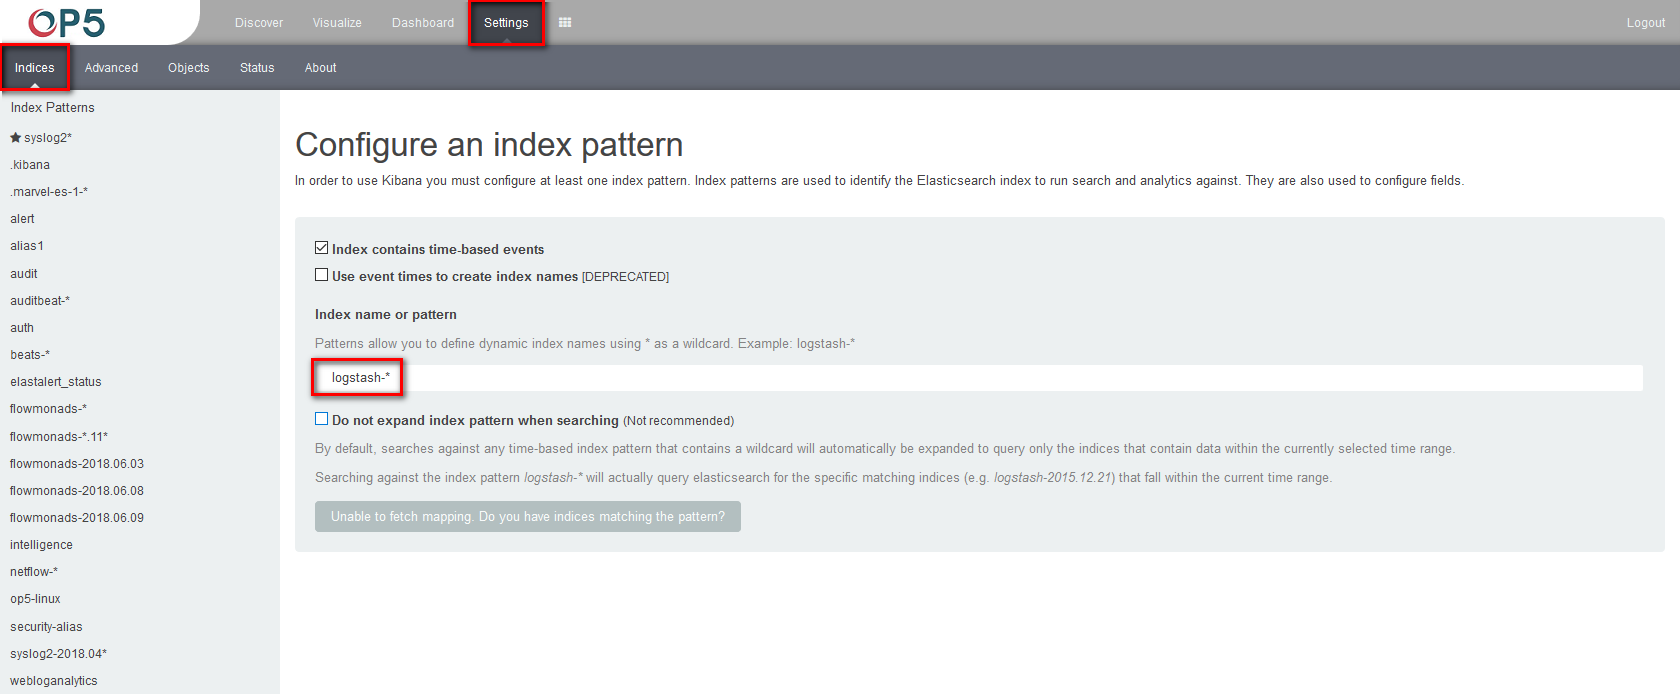 OP5
Discover Visualize Dashboard Settings Logout
Indices Advanced Objects Status About
Index Patterns
syslog2*
.kibana
.marvel-es-1-*
alert
alias1
audit
auditbeat-*
auth
beats-*
elastalert_status
flowmonads-*
flowmonads-*.11*
flowmonads-2018.06.03
flowmonads-2018.06.08
flowmonads-2018.06.09
intelligence
netflow-*
op5-linux
security-alias
syslog2-2018.04*
webloganalytics
Configure an index pattern
In order to use Kibana you must configure at least one index pattern. Index patterns are used to identify the Elasticsearch index to run search and analytics against. They are also used to configure fields.
Index contains time-based events
Use event times to create index names [DEPRECATED]
Index name or pattern
Patterns allow you to define dynamic index names using * as a wildcard. Example: logstash-*
logstash-*
Do not expand index pattern when searching (Not recommended)
By default, searches against any time-based index pattern that contains a wildcard will automatically be expanded to query only the indices that contain data within the currently selected time range.
Searching against the index pattern logstash-* will actually query elasticsearch for the specific matching indices (e.g. logstash-2015.12.21) that fall within the current time range.
Unable to fetch mapping. Do you have indices matching the pattern?